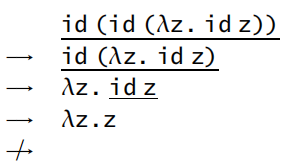 id (id (λz. id z))
→ id (λz. id z)
→ λz. id z
→ λz.z
↛